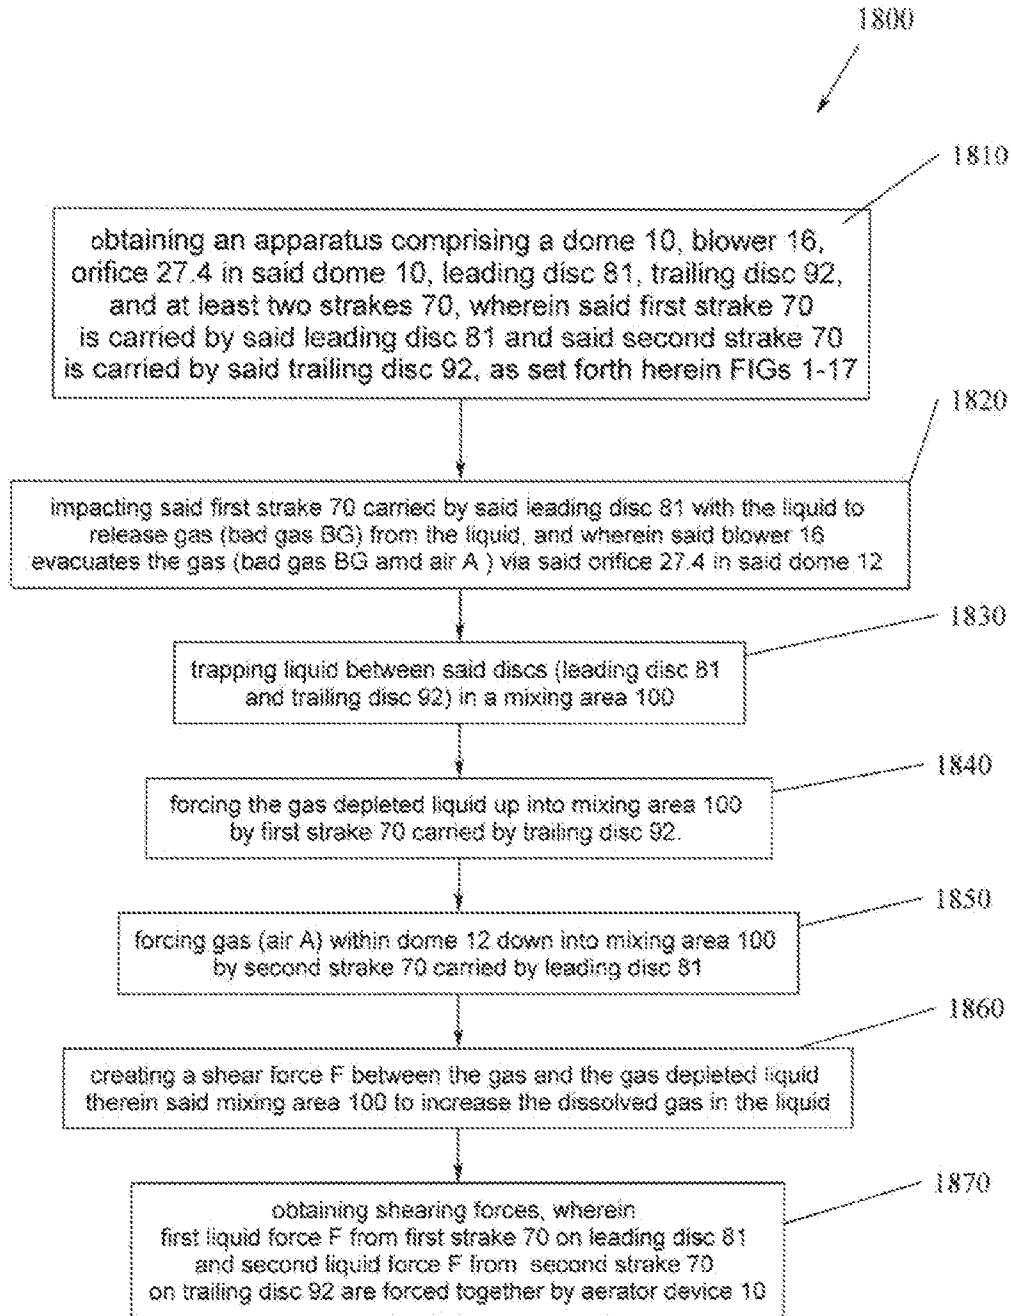 1800
1810
obtaining an apparatus comprising a dome 10, blower 16,
orifice 27.4 in said dome 10, leading disc 81, trailing disc 92,
and at least two strakes 70, wherein said first strake 70
is carried by said leading disc 81 and said second strake 70
is carried by said trailing disc 92, as set forth herein FIGs 1-17
1820
impacting said first strake 70 carried by said leading disc 81 with the liquid to
release gas (bad gas BG) from the liquid, and wherein said blower 16
evacuates the gas (bad gas BG amd air A ) via said orifice 27.4 in said dome 12
1830
trapping liquid between said discs (leading disc 81
and trailing disc 92) in a mixing area 100
1840
forcing the gas depleted liquid up into mixing area 100
by first strake 70 carried by trailing disc 92.
1850
forcing gas (air A) within dome 12 down into mixing area 100
by second strake 70 carried by leading disc 81
1860
creating a shear force F between the gas and the gas depleted liquid
therein said mixing area 100 to increase the dissolved gas in the liquid
1870
obtaining shearing forces, wherein
first liquid force F from first strake 70 on leading disc 81
and second liquid force F from second strake 70
on trailing disc 92 are forced together by aerator device 10